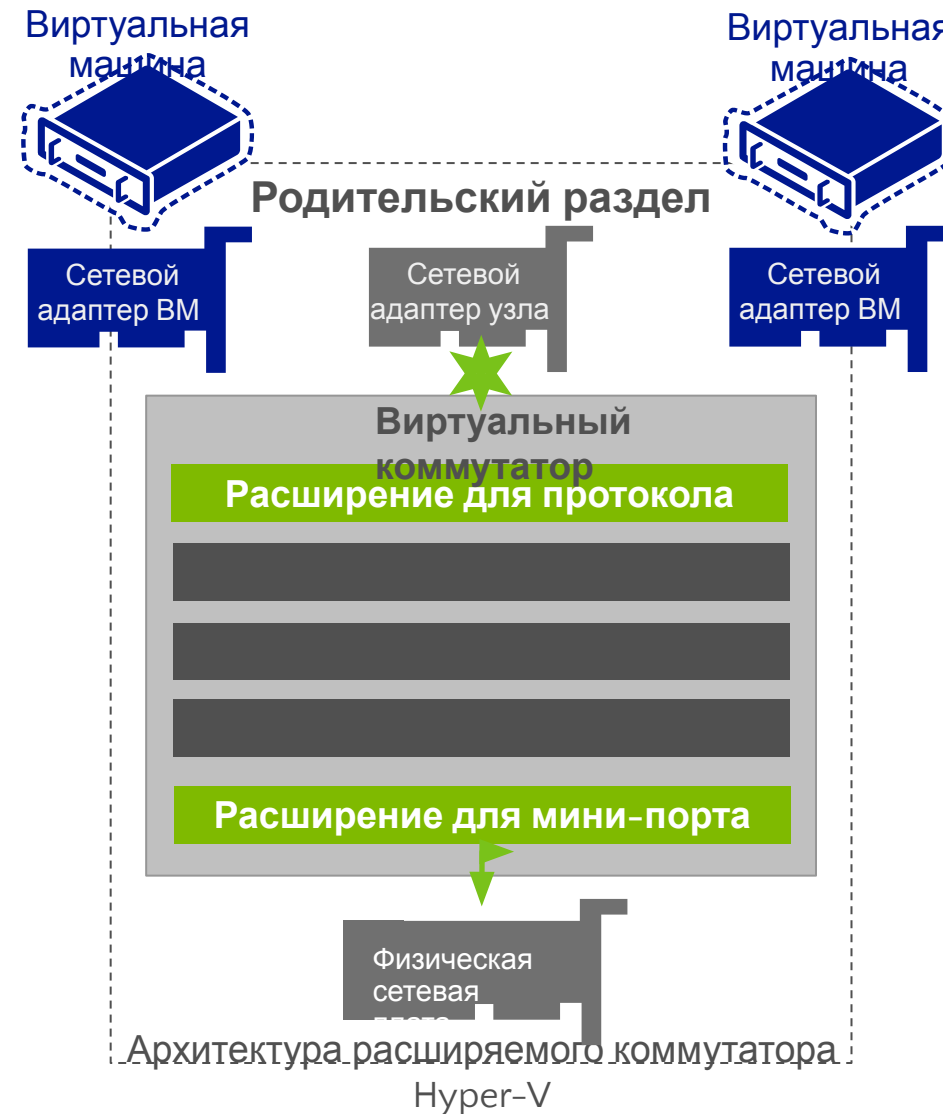 Виртуальная
машина
Виртуальная
машина
Родительский раздел
Сетевой
адаптер ВМ
Сетевой
адаптер узла
Сетевой
адаптер ВМ
Виртуальный
коммутатор
Расширение для протокола
Расширение для мини-порта
Физическая
сетевая
плата
Архитектура расширяемого коммутатора
Hyper-V